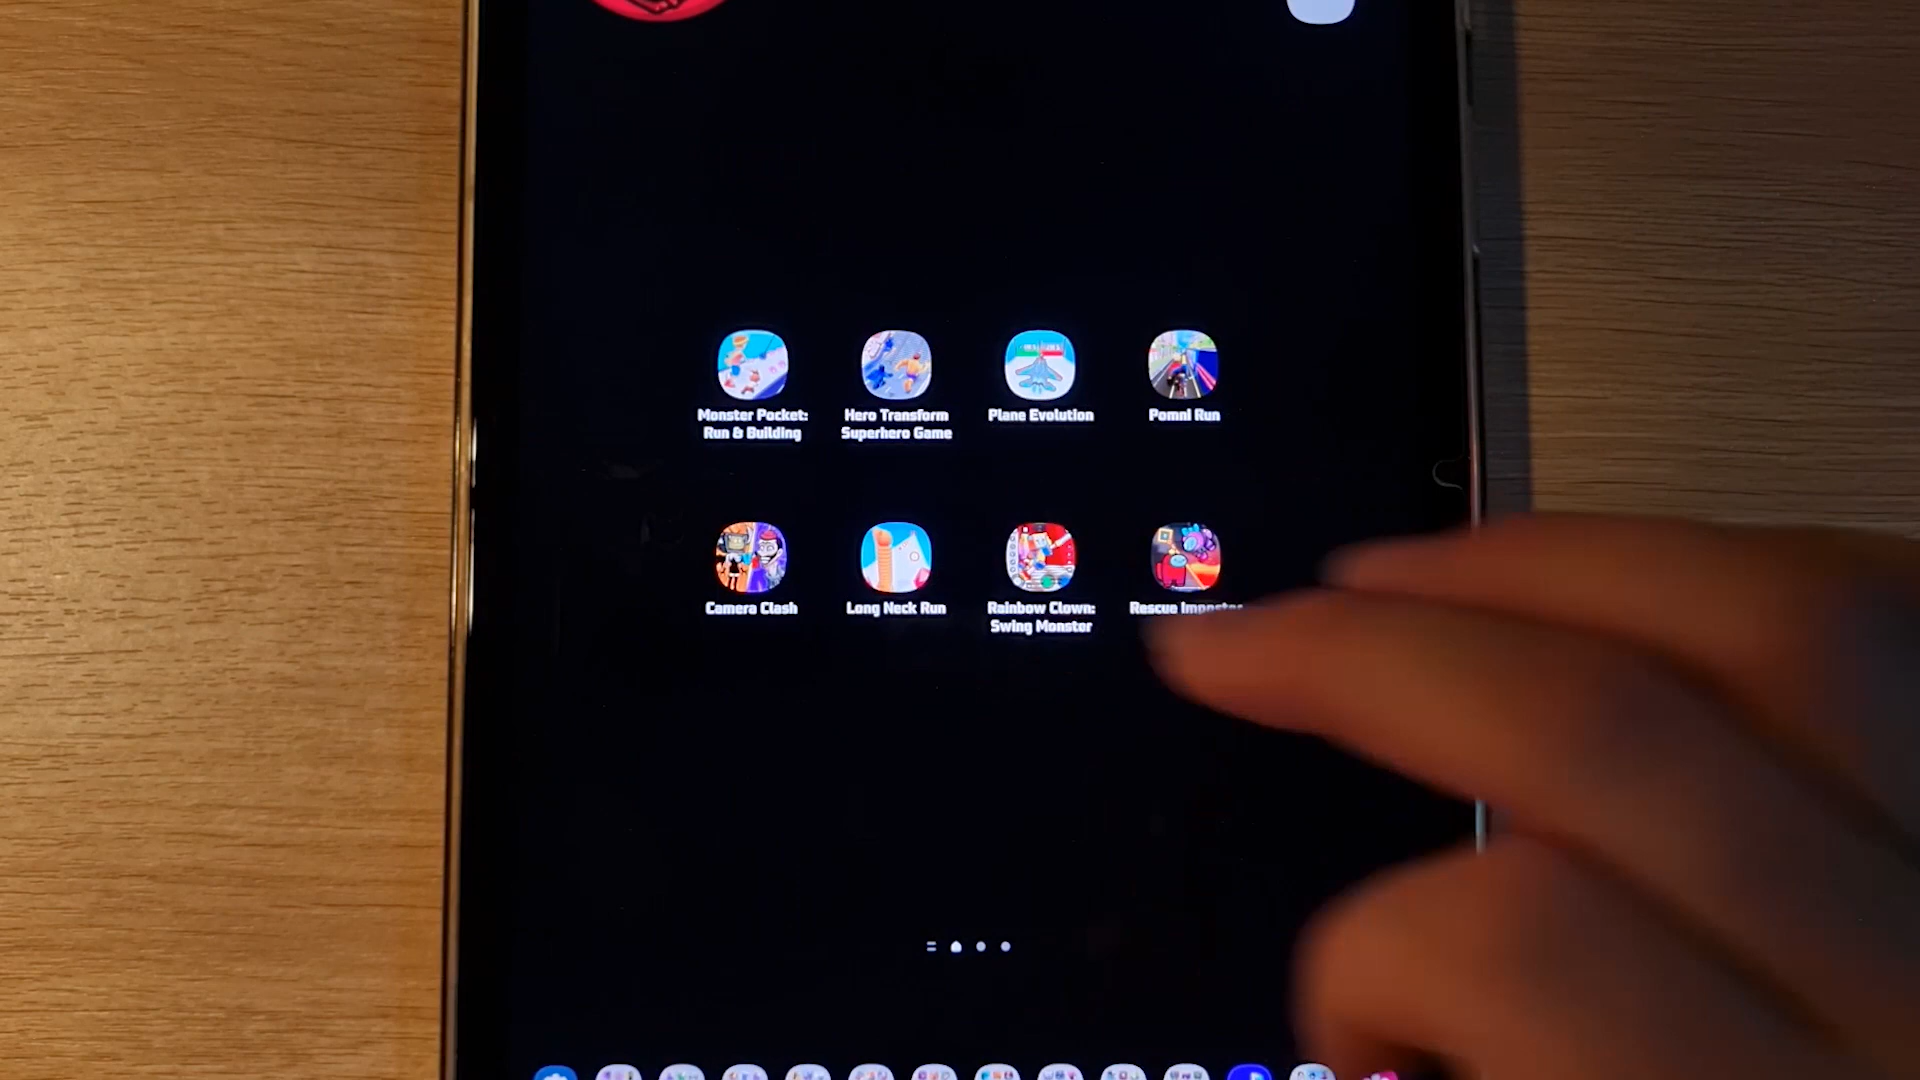 Monster Pocket:
Run & Building
Hero Transform
Superhero Game
Plane Evolution
Pomni Run
Camera Clash
Long Neck Run
Rainbow Clown:
Swing Monster
Rescue Impostor